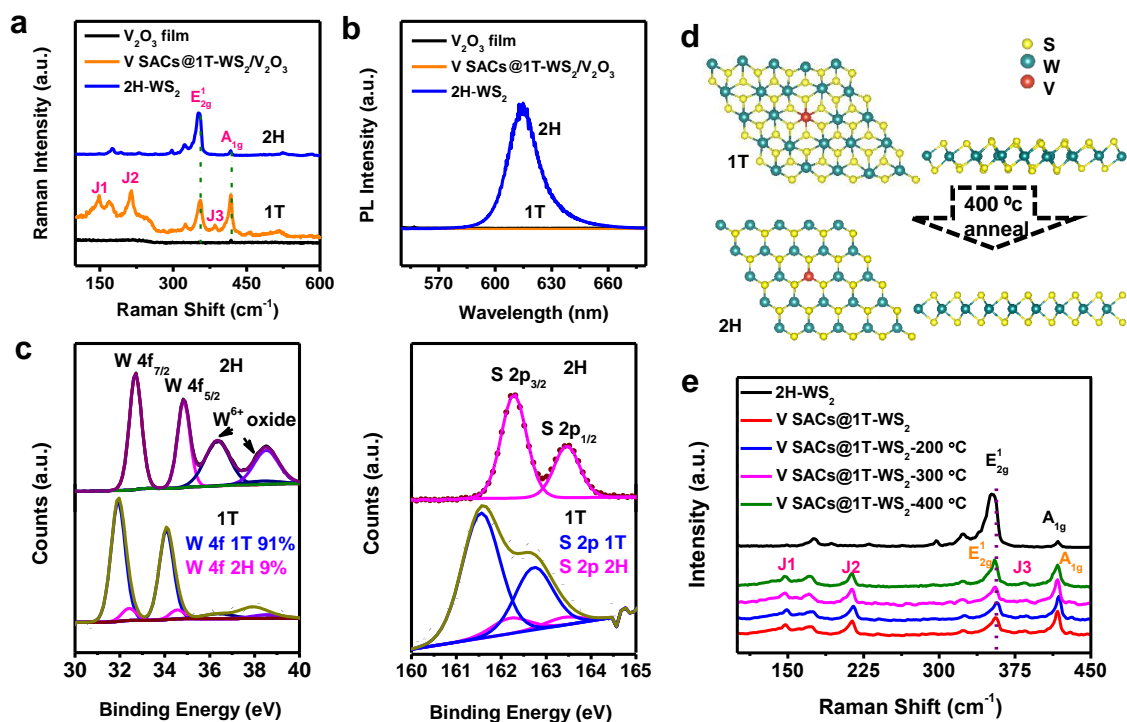 a
V₂O₃ film
V SACs@1T-WS₂/V₂O₃
2H-WS₂
E¹₂g
A₁g
2H
J1
J2
J3
1T
Raman Intensity (a.u.)
150 300 450 600
Raman Shift (cm⁻¹)
b
V₂O₃ film
V SACs@1T-WS₂/V₂O₃
2H-WS₂
2H
1T
PL Intensity (a.u.)
570 600 630 660
Wavelength (nm)
c
W 4f₇/₂
2H
W 4f₅/₂
W⁶⁺ oxide
1T
W 4f 1T 91%
W 4f 2H 9%
Counts (a.u.)
30 32 34 36 38 40
Binding Energy (eV)
S 2p₃/₂
2H
S 2p₁/₂
1T
S 2p 1T
S 2p 2H
Counts (a.u.)
160 161 162 163 164 165
Binding Energy (eV)
d
S
W
V
1T
400 ºc
anneal
2H
e
2H-WS₂
V SACs@1T-WS₂
V SACs@1T-WS₂-200 ºC
V SACs@1T-WS₂-300 ºC
V SACs@1T-WS₂-400 ºC
E¹₂g
A₁g
J1
J2
E¹₂g
J3
A₁g
Intensity (a.u.)
150 225 300 375 450
Raman Shift (cm⁻¹)